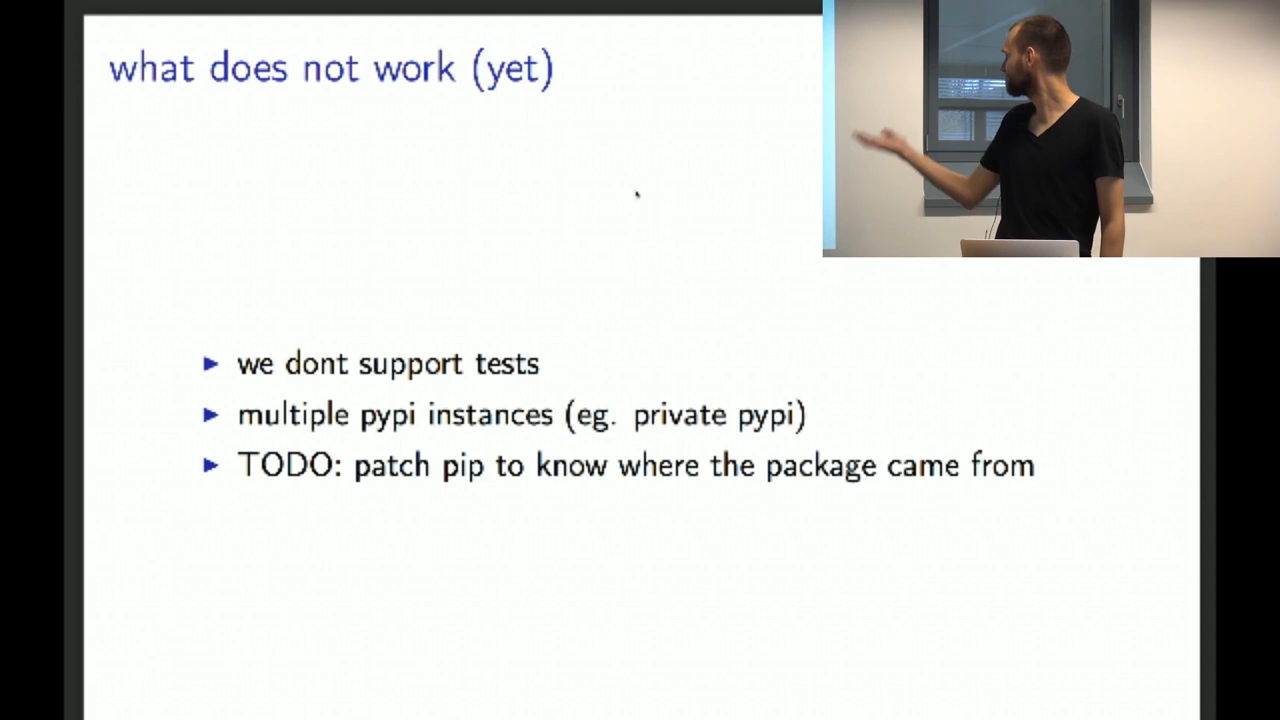 what does not work (yet)
we dont support tests
multiple pypi instances (eg. private pypi)
TODO: patch pip to know where the package came from